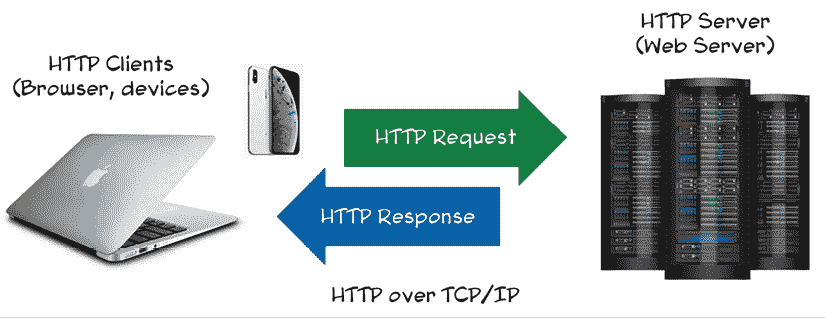 HTTP Clients
(Browser, devices)
HTTP Request
HTTP Response
HTTP over TCP/IP
HTTP Server
(Web Server)